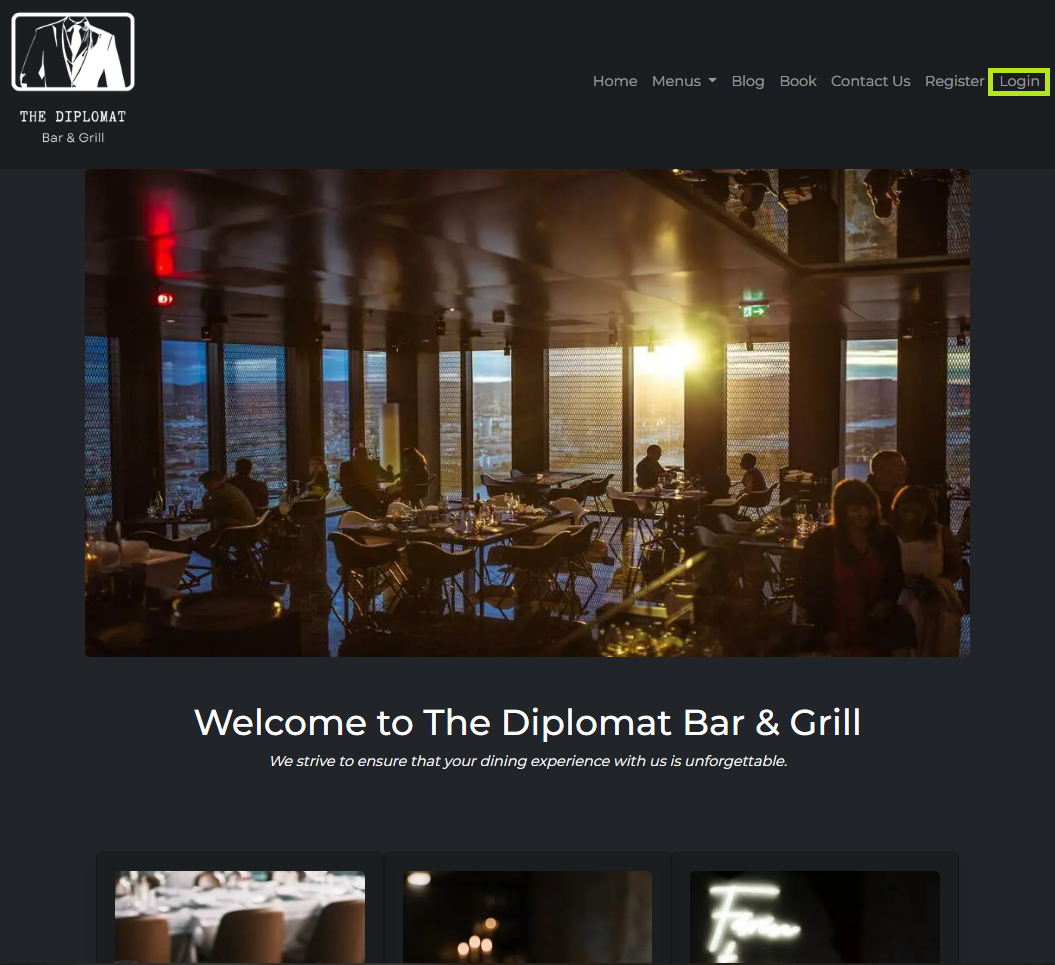 THE DIPLOMAT
Bar & Grill
Home Menus Blog Book Contact Us Register Login
Welcome to The Diplomat Bar & Grill
We strive to ensure that your dining experience with us is unforgettable.